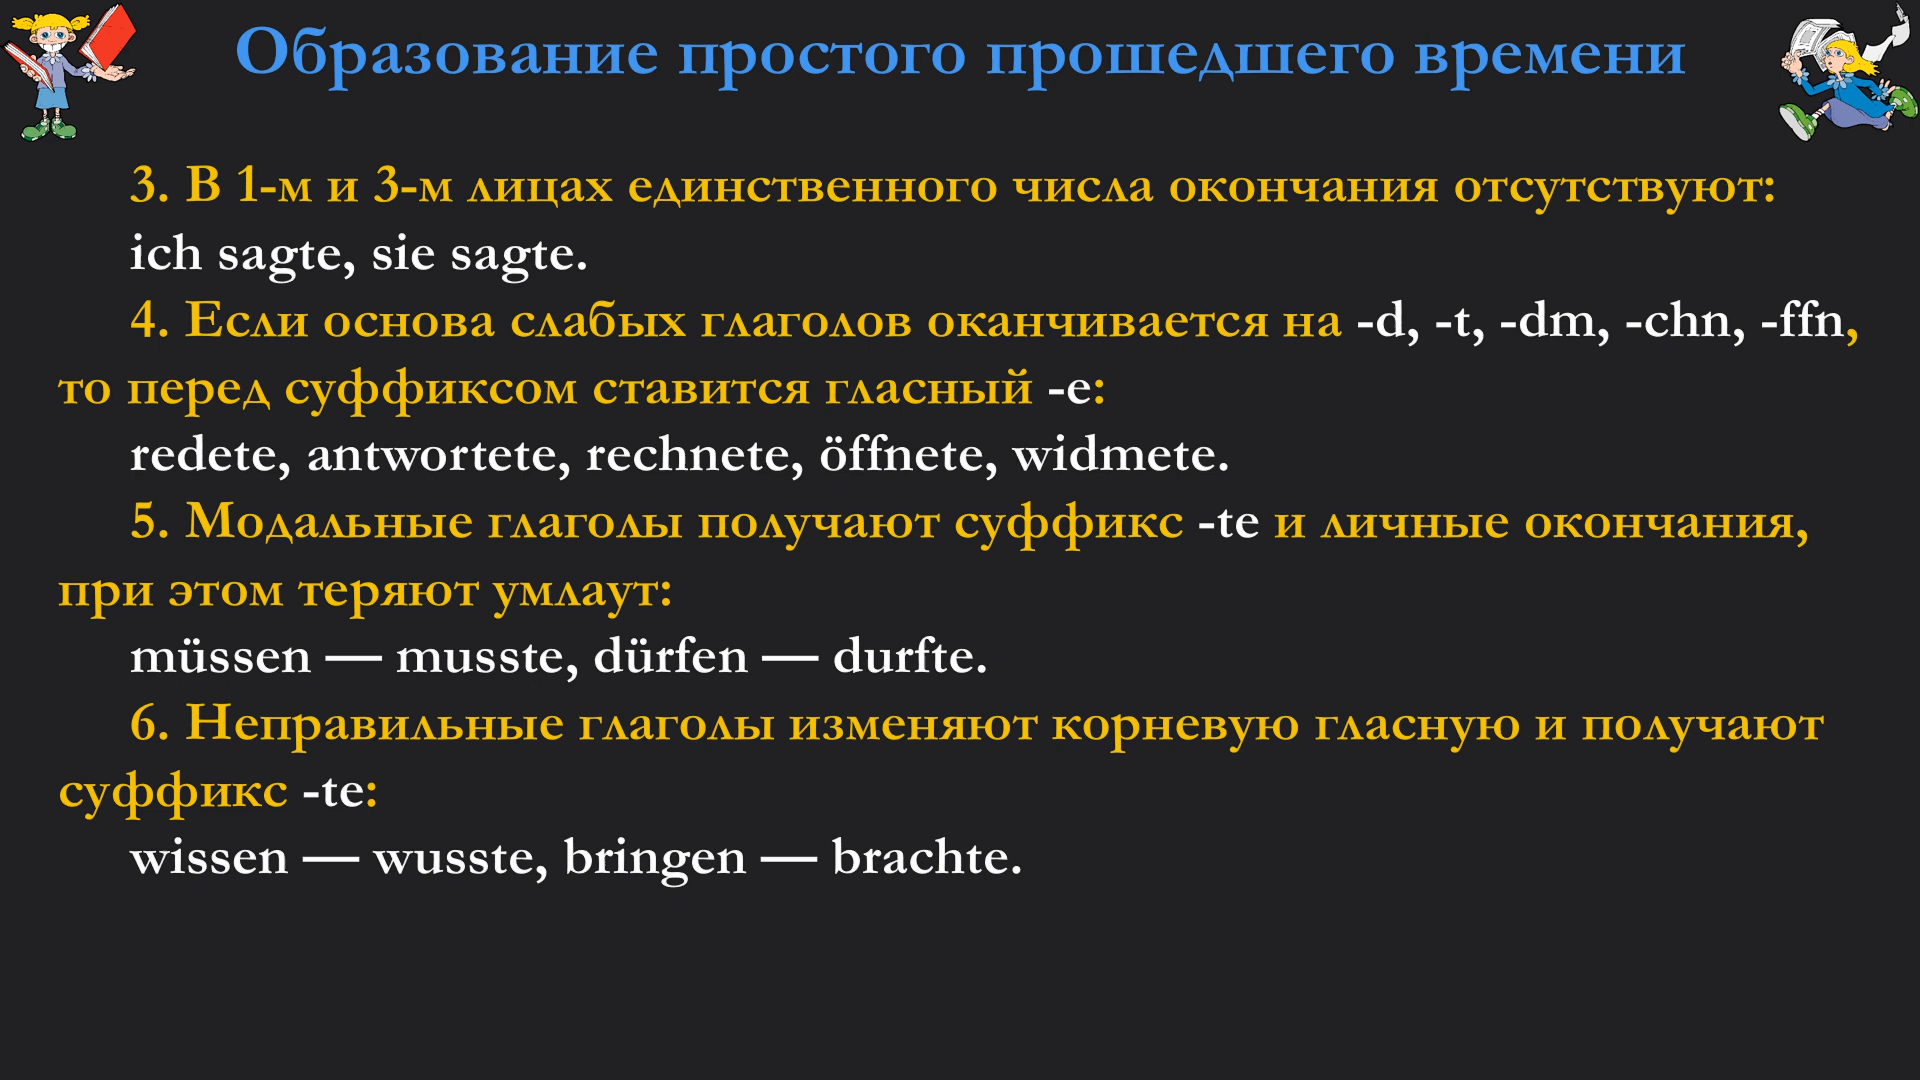 Образование простого прошедшего времени
3. В 1-м и 3-м лицах единственного числа окончания отсутствуют:
ich sagte, sie sagte.
4. Если основа слабых глаголов оканчивается на -d, -t, -dm, -chn, -ffn,
то перед суффиксом ставится гласный -e:
redete, antwortete, rechnete, öffnete, widmete.
5. Модальные глаголы получают суффикс -te и личные окончания,
при этом теряют умлаут:
müssen — musste, dürfen — durfte.
6. Неправильные глаголы изменяют корневую гласную и получают
суффикс -te:
wissen — wusste, bringen — brachte.